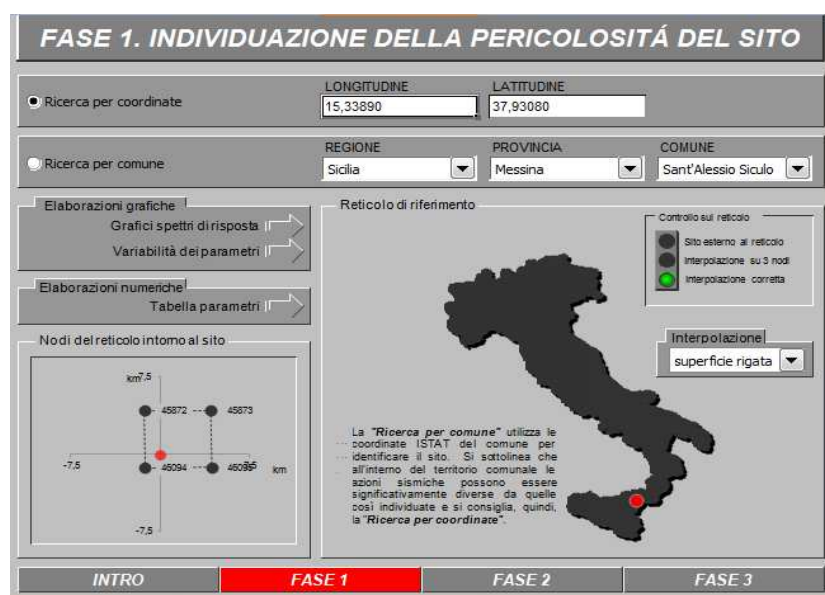 FASE 1. INDIVIDUAZIONE DELLA PERICOLOSITÁ DEL SITO
Ricerca per coordinate
LONGITUDINE
15,33890
LATITUDINE
37,93080
Ricerca per comune
REGIONE
Sicilia
PROVINCIA
Messina
COMUNE
Sant'Alessio Siculo
Elaborazioni grafiche
Grafici spettri di risposta
Variabilità dei parametri
Elaborazioni numeriche
Tabella parametri
Nodi del reticolo intorno al sito
km
7,5
45872
45873
-7,5
46094
km
-7,5
Reticolo di riferimento
Controllo sul reticolo
Sito esterno al reticolo
Interpolazione su 3 nodi
Interpolazione corretta
Interpolazione
superficie rigata
La "Ricerca per comune" utilizza le
coordinate ISTAT del comune per
identificare il sito. Si sottolinea che
all'interno del territorio comunale le
azioni sismiche possono essere
significativamente diverse da quelle
così individuate e si consiglia, quindi,
la "Ricerca per coordinate".
INTRO
FASE 1
FASE 2
FASE 3